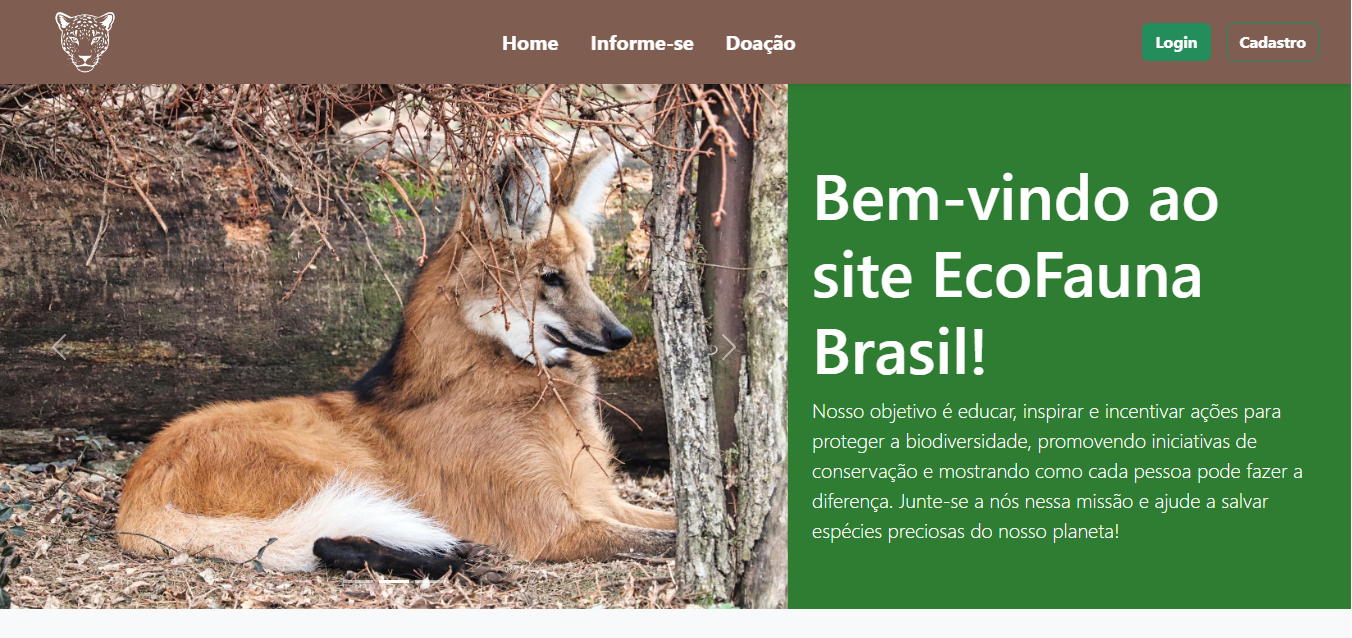 Home Informe-se Doação Login Cadastro
Bem-vindo ao
site EcoFauna
Brasil!
Nosso objetivo é educar, inspirar e incentivar ações para
proteger a biodiversidade, promovendo iniciativas de
conservação e mostrando como cada pessoa pode fazer a
diferença. Junte-se a nós nessa missão e ajude a salvar
espécies preciosas do nosso planeta!